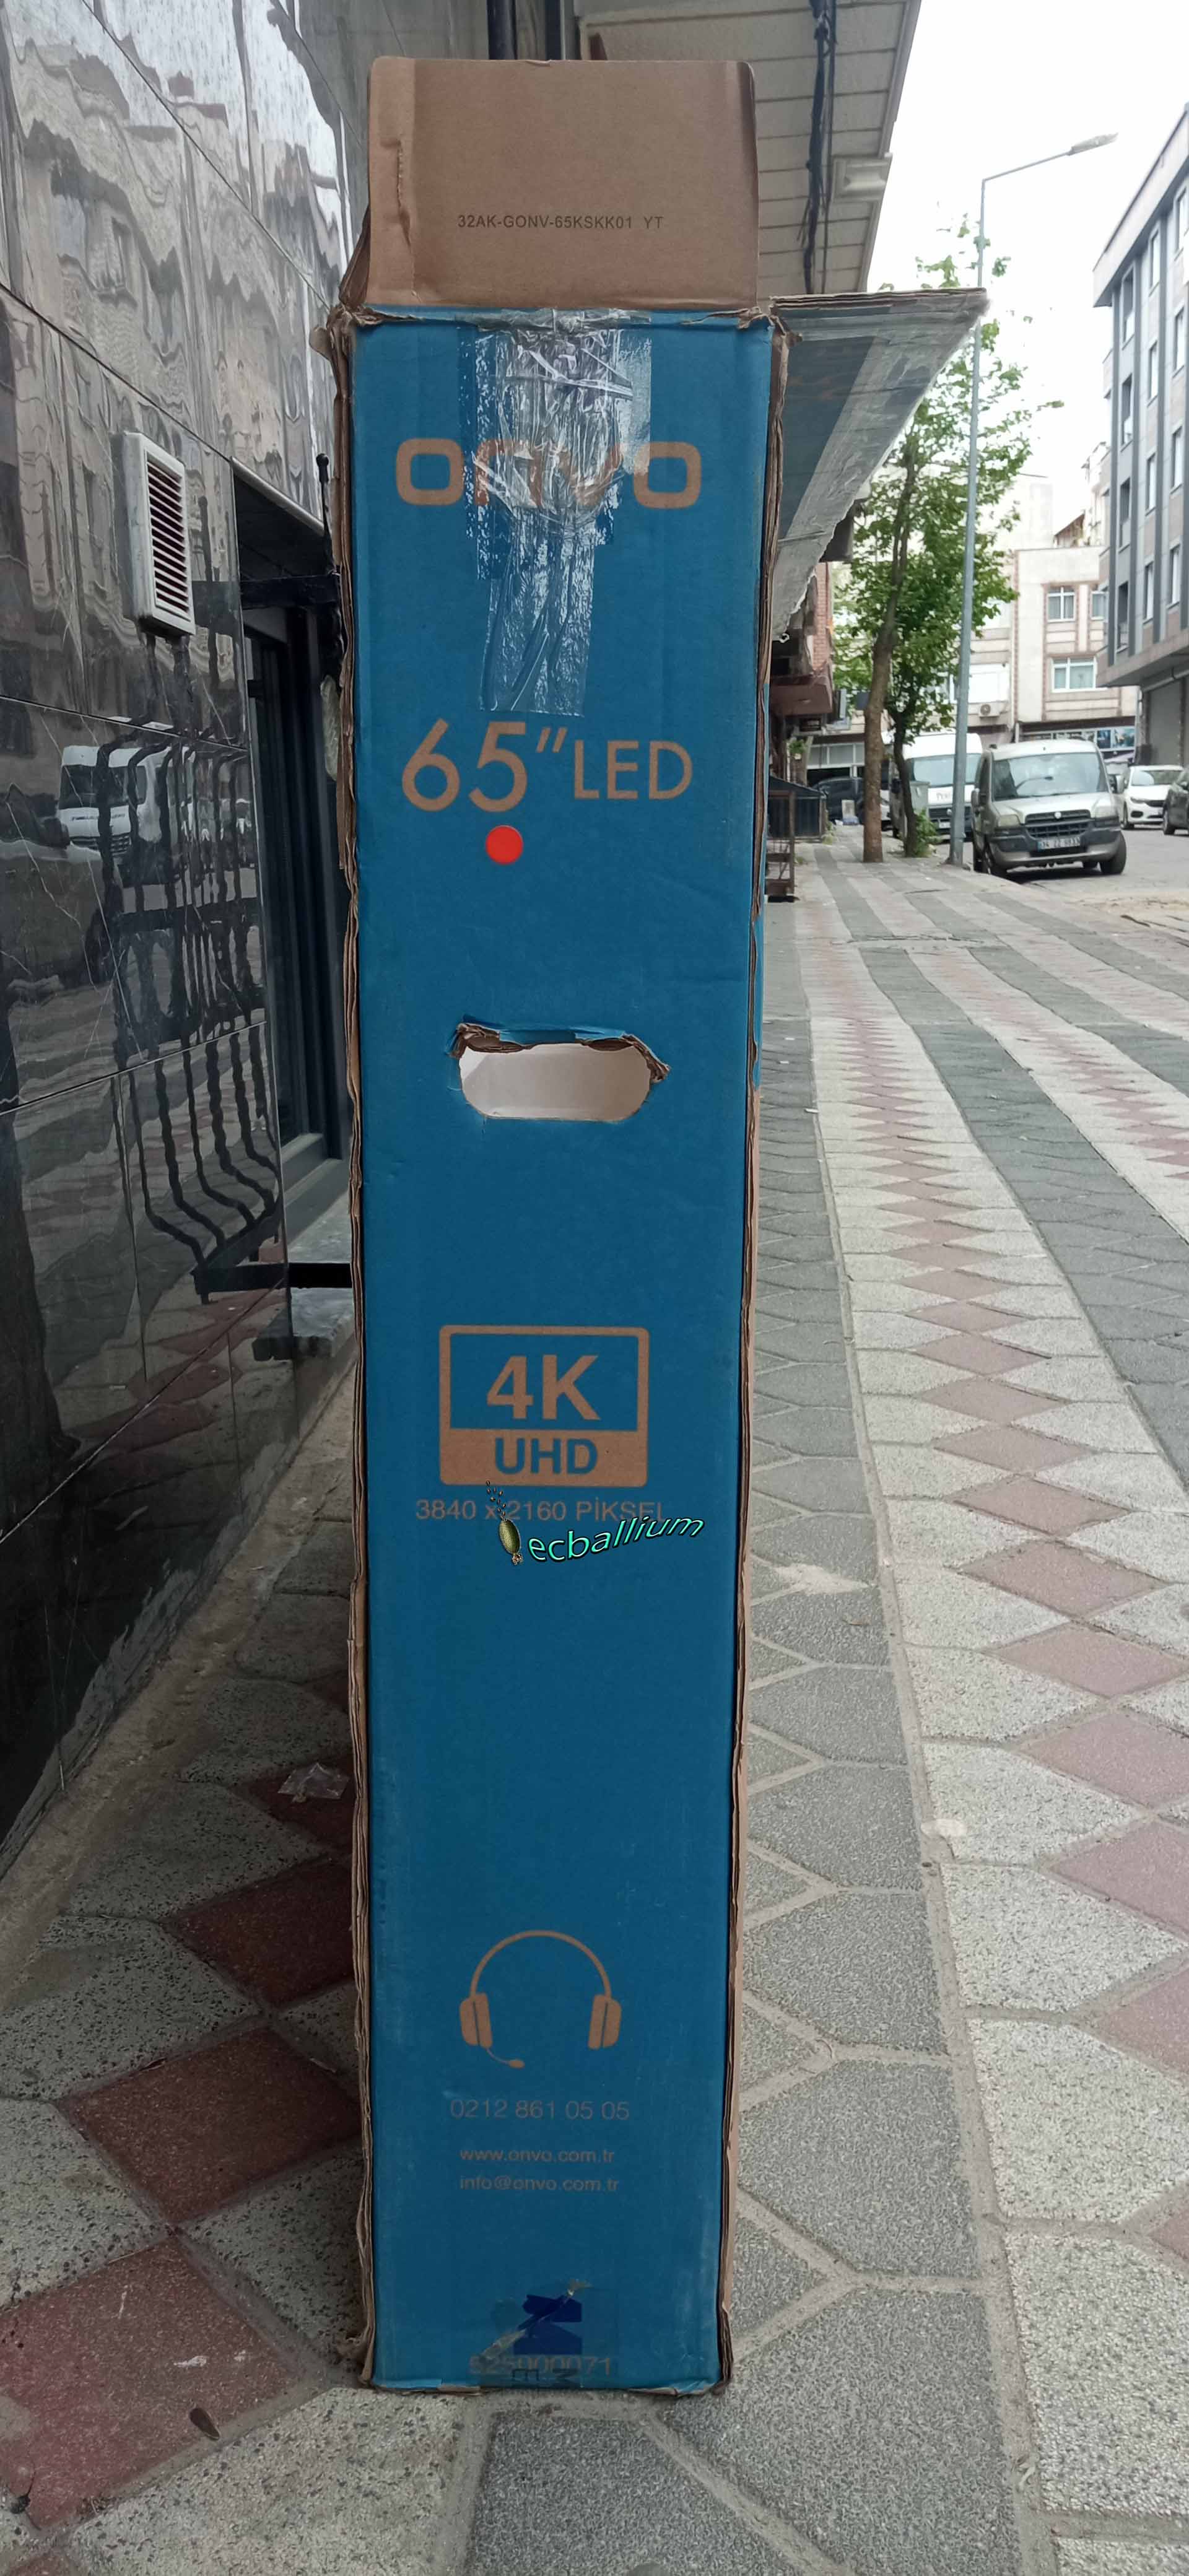 32AK-GONV-65KSKK01 YT
onvo
65"LED
4K
UHD
3840 x 2160 PİKSEL
ecballium
0212 861 05 05
www.onvo.com.tr
info@onvo.com.tr